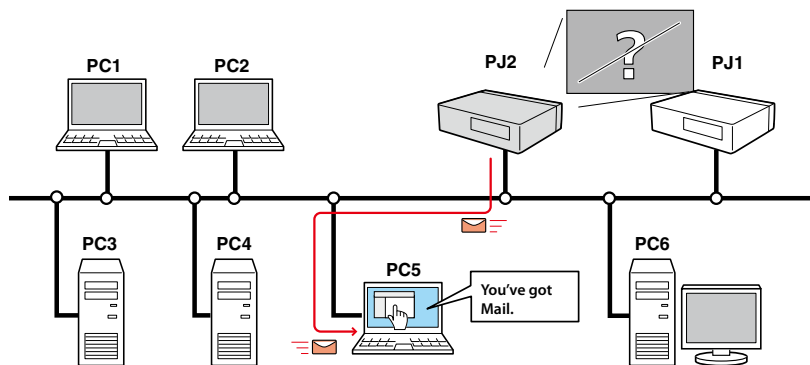 PC1
PC2
PJ2
?
PJ1
PC3
PC4
PC5
You've got
Mail.
PC6